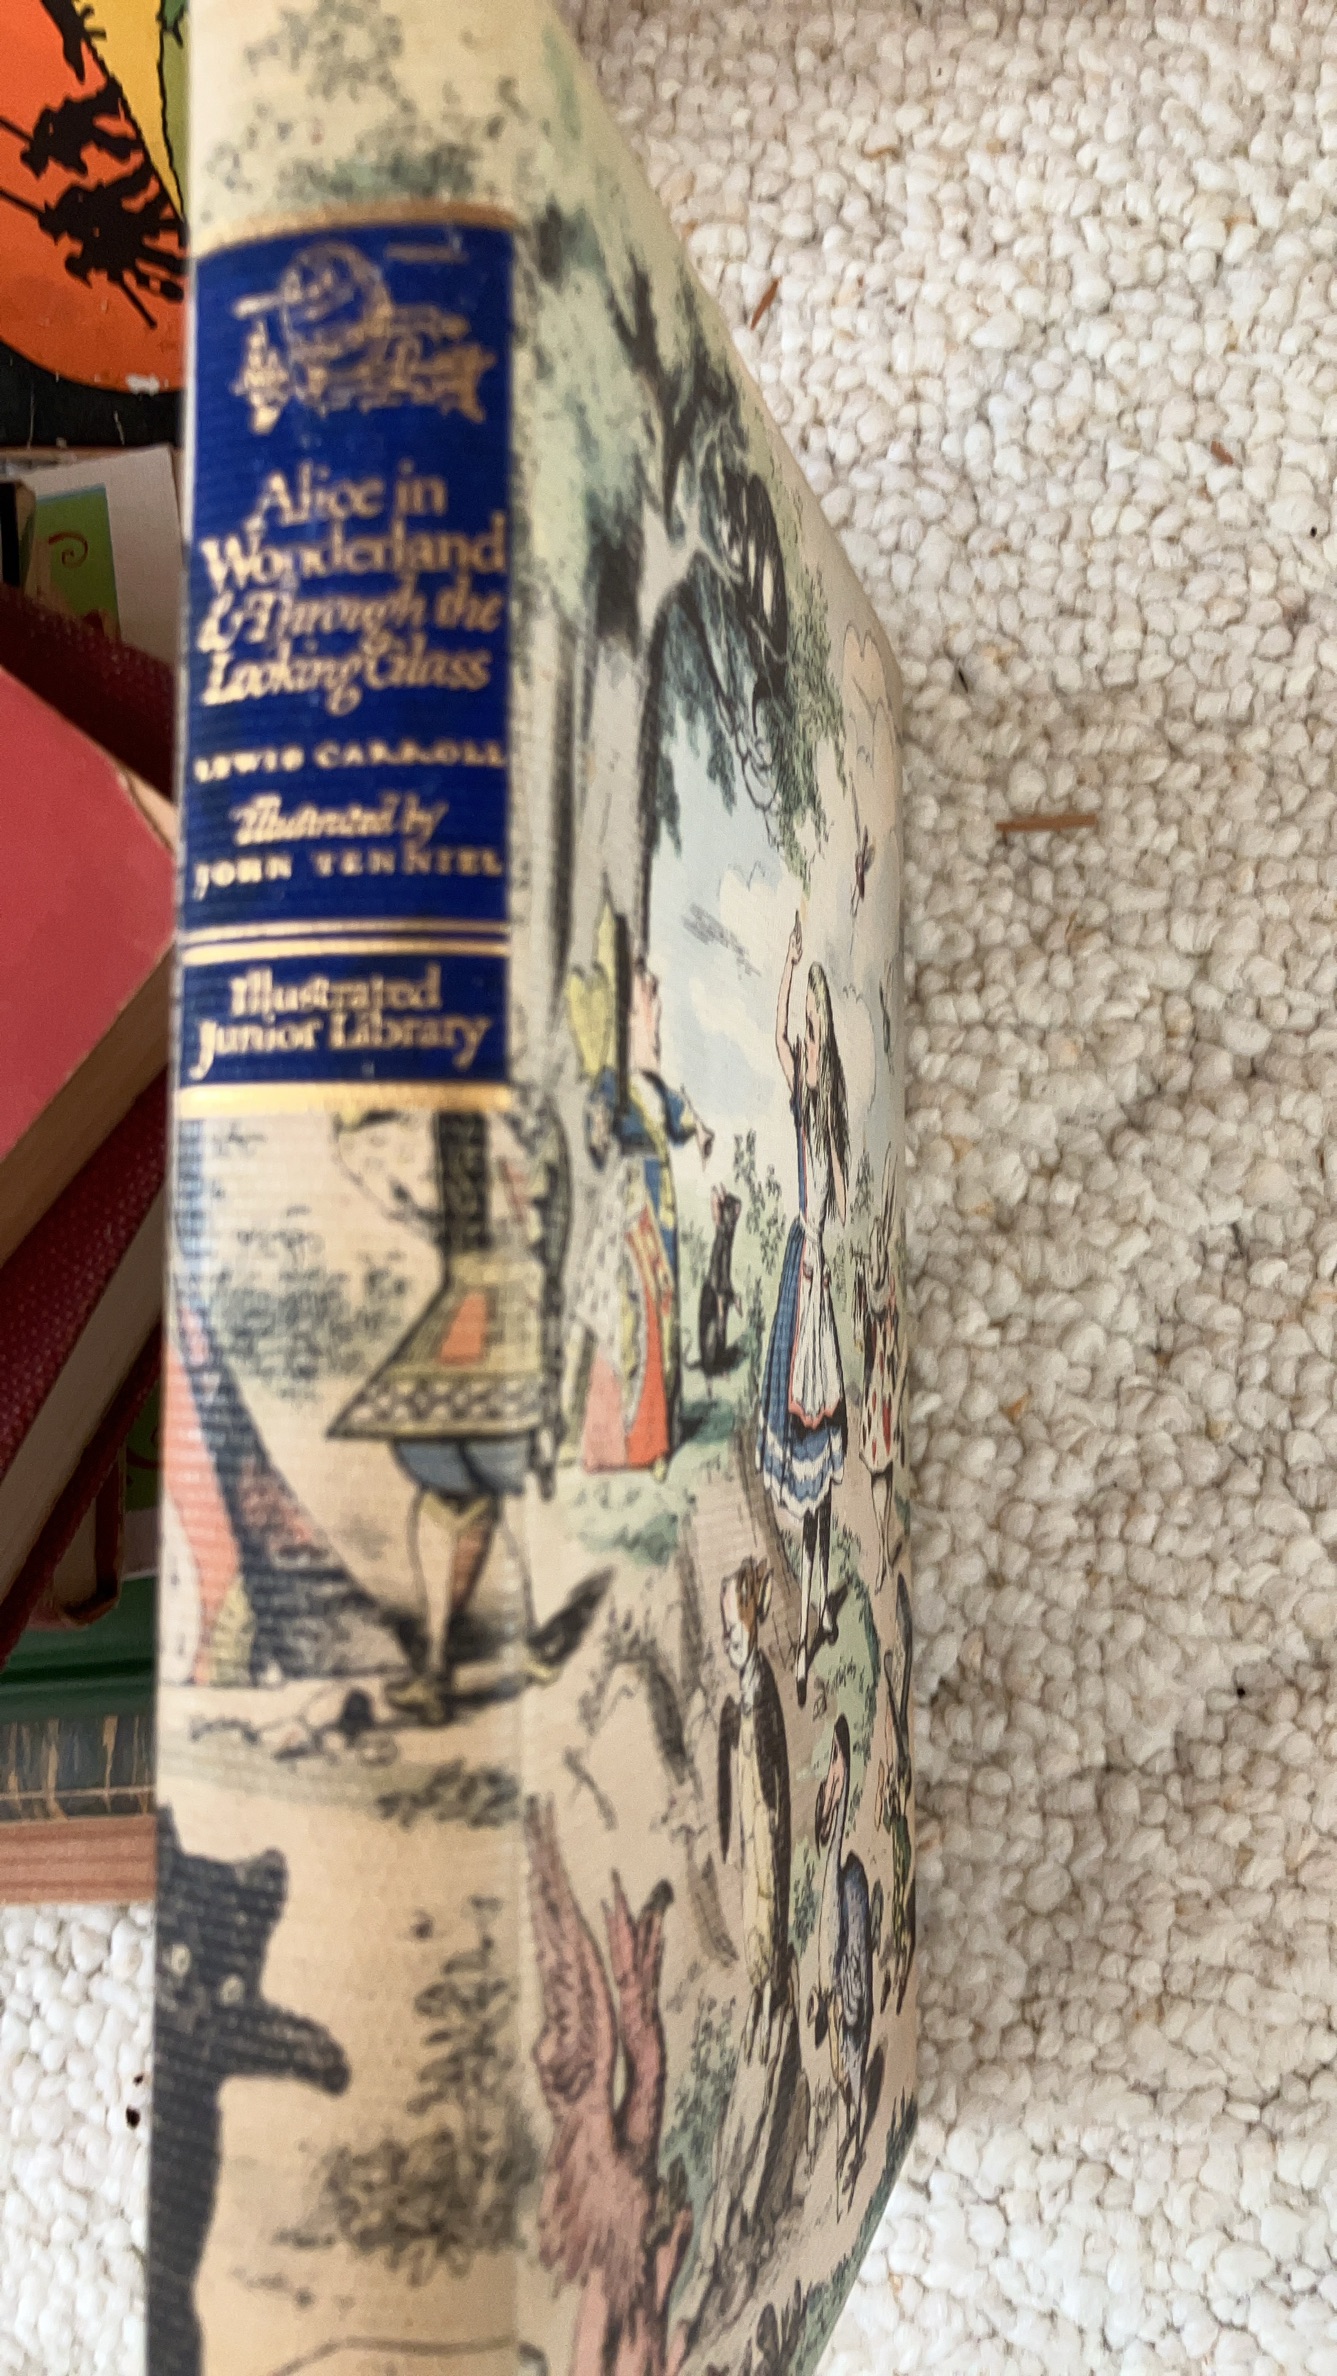 Alice in
Wonderland
& Through the
Looking Glass
LEWIS CARROLL
Illustrated by
JOHN TENNIEL
Illustrated
Junior Library